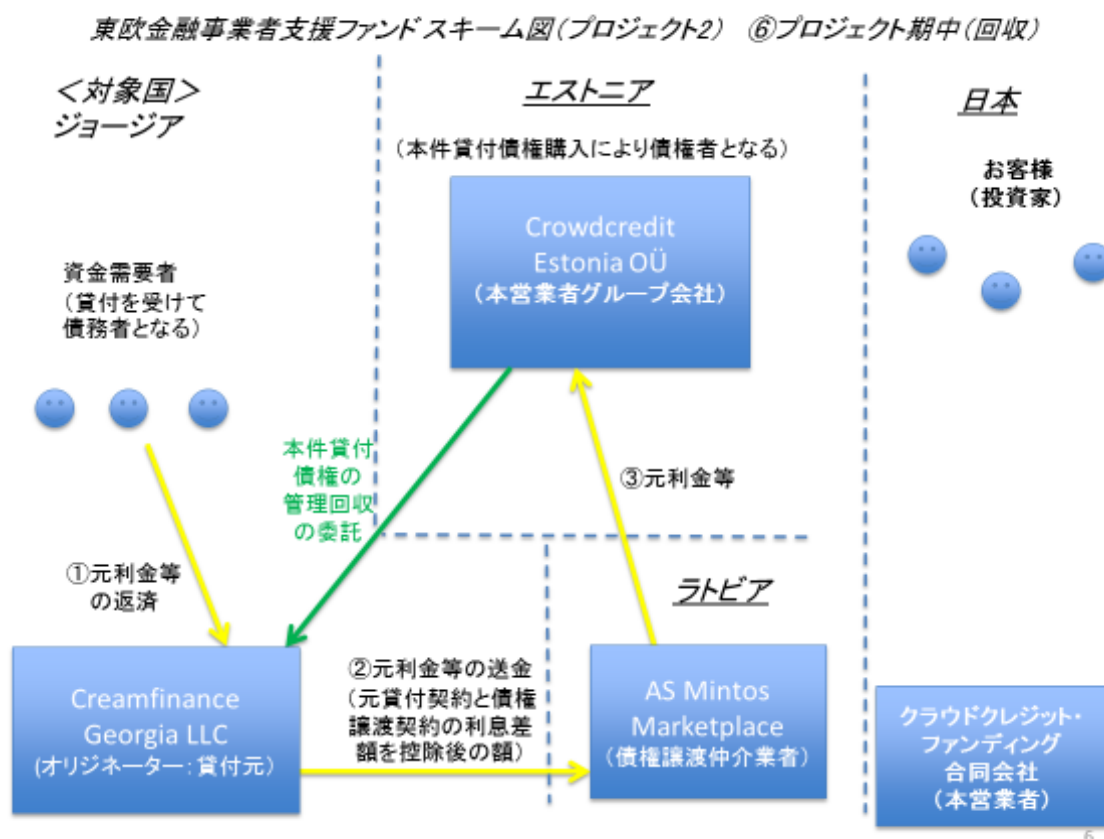 東欧金融事業者支援ファンドスキーム図(プロジェクト2) ⑥プロジェクト期中(回収)
<対象国>
ジョージア
エストニア
日本
(本件貸付債権購入により債権者となる)
お客様
(投資家)
Crowdcredit
Estonia OÜ
(本営業者グループ会社)
資金需要者
(貸付を受けて
債務者となる)
本件貸付
債権の
管理回収
の委託
③元利金等
①元利金等
の返済
ラトビア
Creamfinance
Georgia LLC
(オリジネーター:貸付元)
②元利金等の送金
(元貸付契約と債権
譲渡契約の利息差
額を控除後の額)
AS Mintos
Marketplace
(債権譲渡仲介業者)
クラウドクレジット・
ファンディング
合同会社
(本営業者)
6